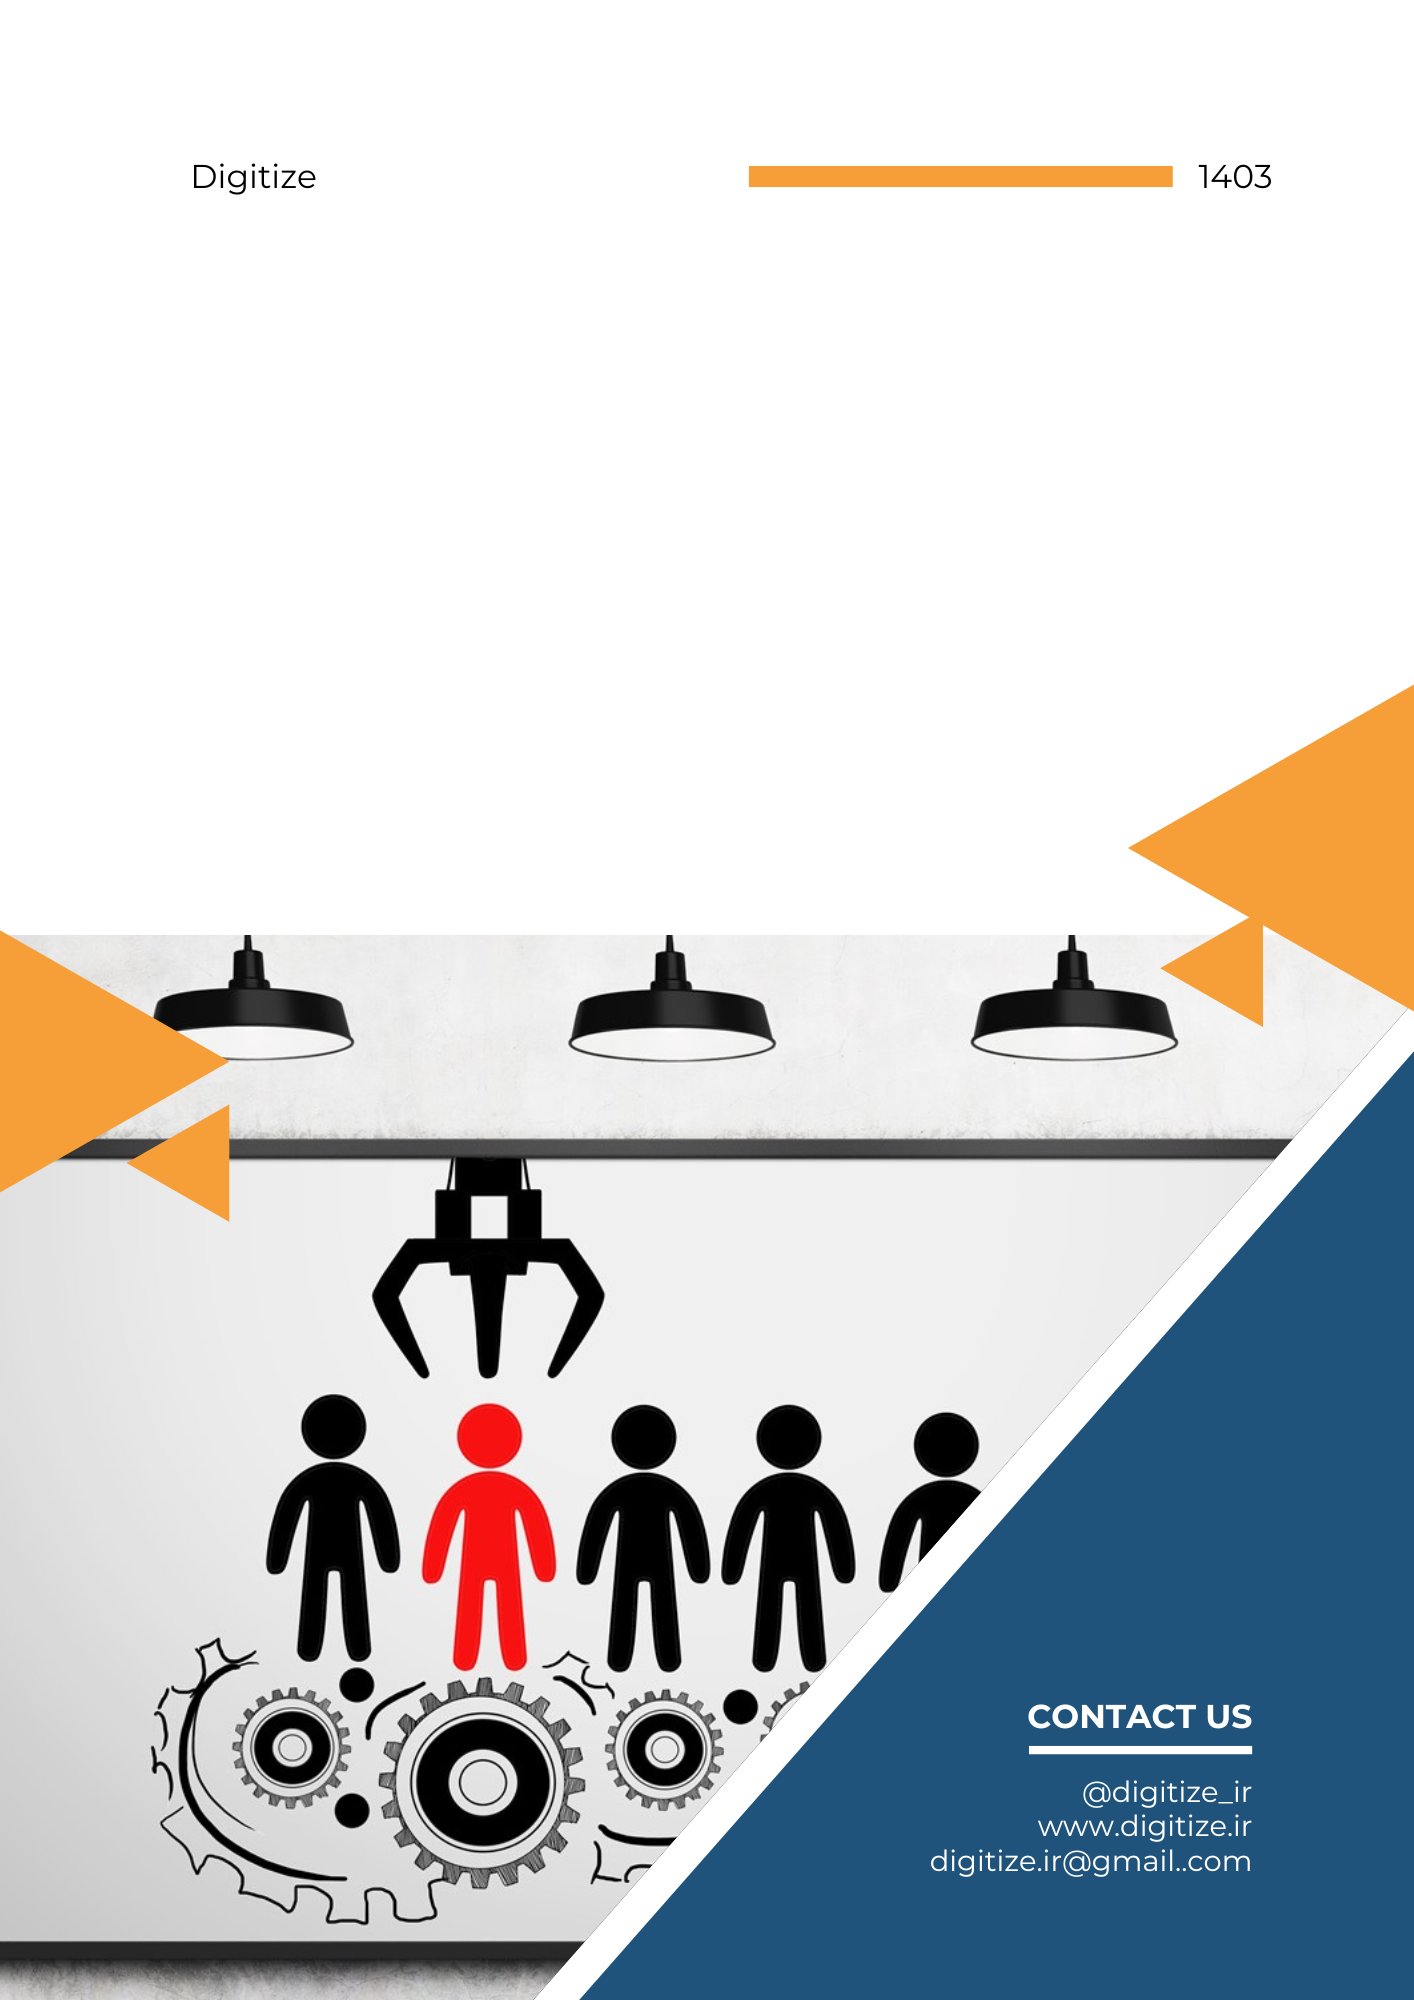 Digitize
1403
CONTACT US
@digitize_ir
www.digitize.ir
digitize.ir@gmail..com